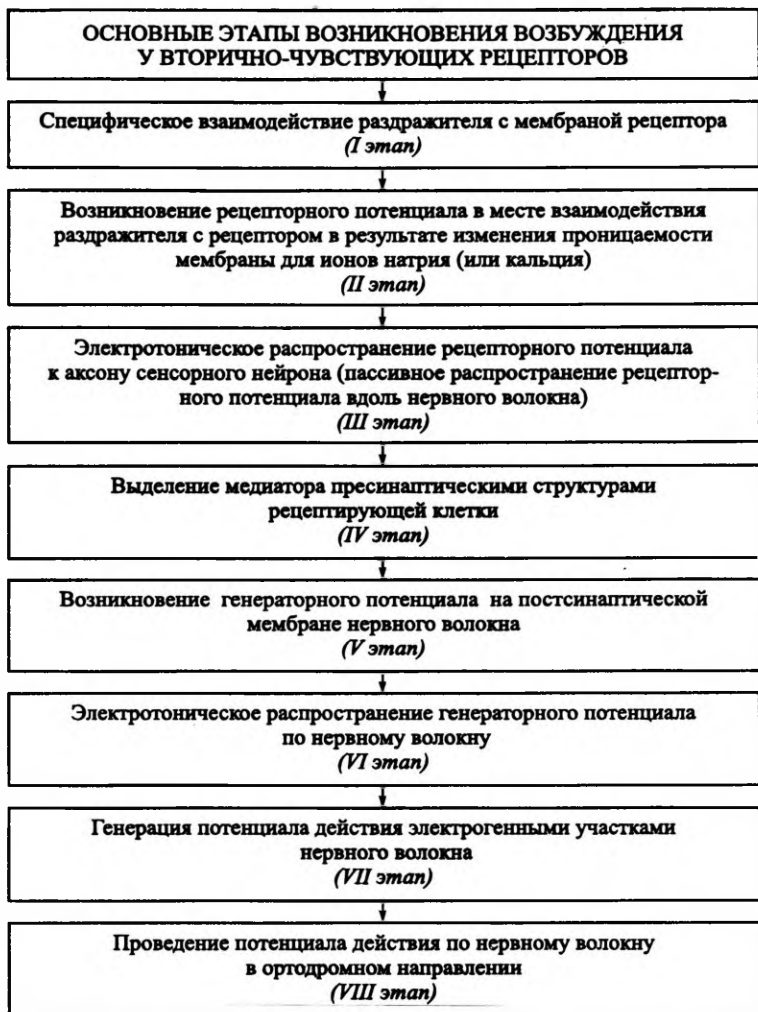 ОСНОВНЫЕ ЭТАПЫ ВОЗНИКНОВЕНИЯ ВОЗБУЖДЕНИЯ
У ВТОРИЧНО-ЧУВСТВУЮЩИХ РЕЦЕПТОРОВ
Специфическое взаимодействие раздражителя с мембраной рецептора
(I этап)
Возникновение рецепторного потенциала в месте взаимодействия
раздражителя с рецептором в результате изменения проницаемости
мембраны для ионов натрия (или кальция)
(II этап)
Электротоническое распространение рецепторного потенциала
к аксону сенсорного нейрона (пассивное распространение рецептор-
ного потенциала вдоль нервного волокна)
(III этап)
Выделение медиатора пресинаптическими структурами
рецептирующей клетки
(IV этап)
Возникновение генераторного потенциала на постсинаптической
мембране нервного волокна
(V этап)
Электротоническое распространение генераторного потенциала
по нервному волокну
(VI этап)
Генерация потенциала действия электрогенными участками
нервного волокна
(VII этап)
Проведение потенциала действия по нервному волокну
в ортодромном направлении
(VIII этап)